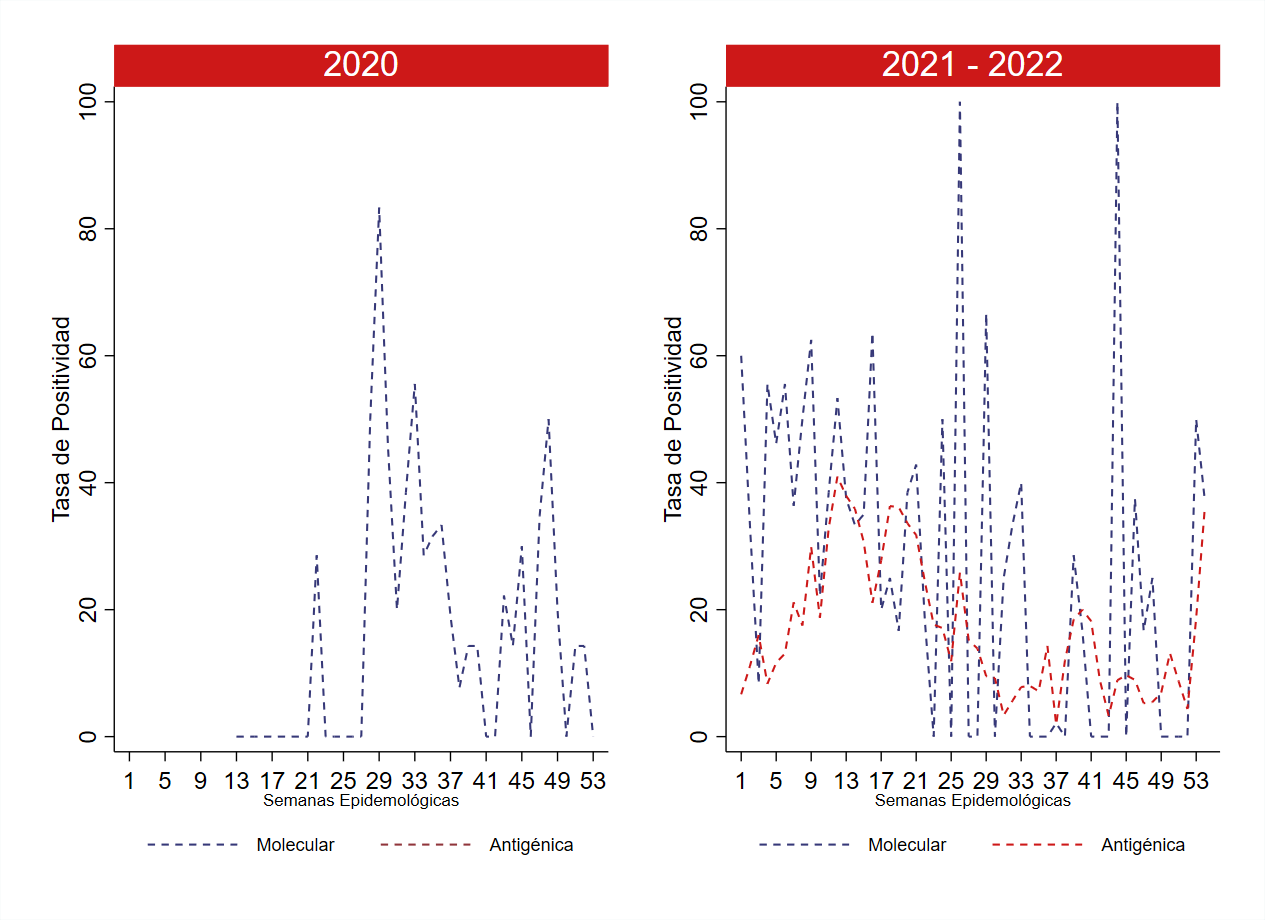 2020
100
80
60
40
20
0
Tasa de Positividad
1 5 9 13 17 21 25 29 33 37 41 45 49 53
Semanas Epidemológicas
Molecular Antigénica
2021 - 2022
100
80
60
40
20
0
Tasa de Positividad
1 5 9 13 17 21 25 29 33 37 41 45 49 53
Semanas Epidemológicas
Molecular Antigénica